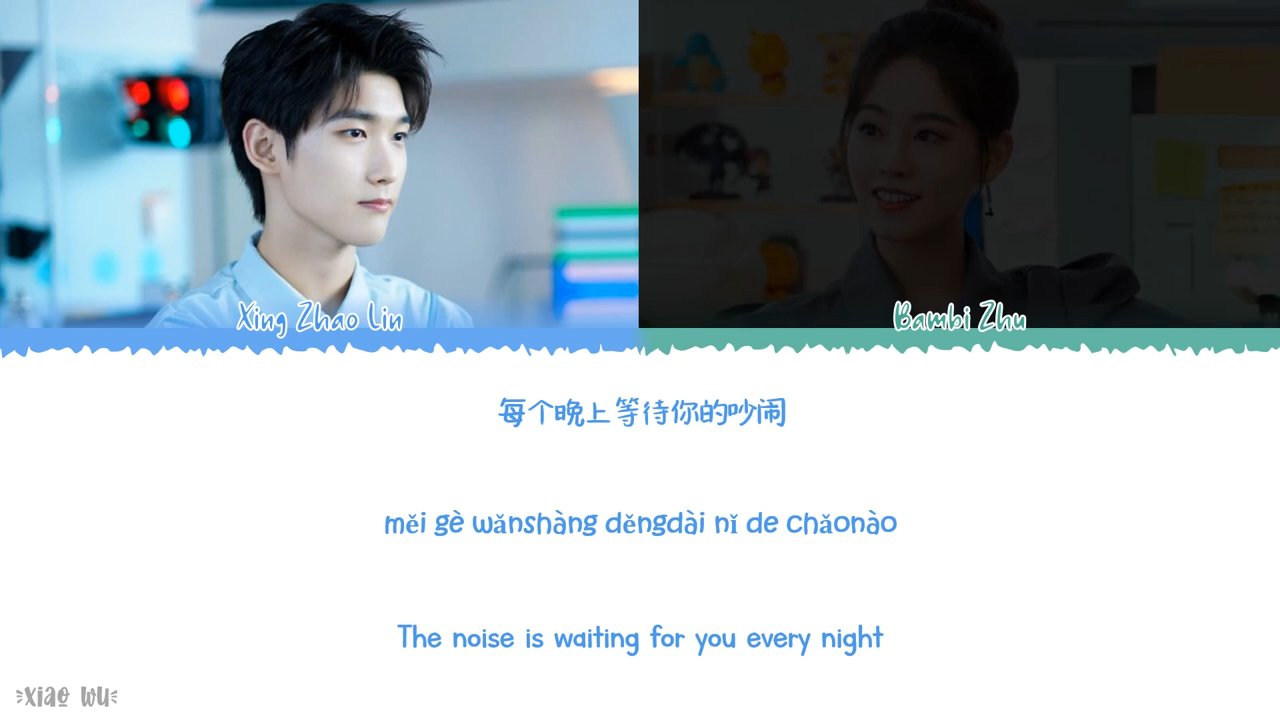 Xing Zhao Lin
Bambi Zhu
每个晚上等待你的吵闹
měi gè wǎnshàng děngdài nǐ de chǎonào
The noise is waiting for you every night
xiao wu